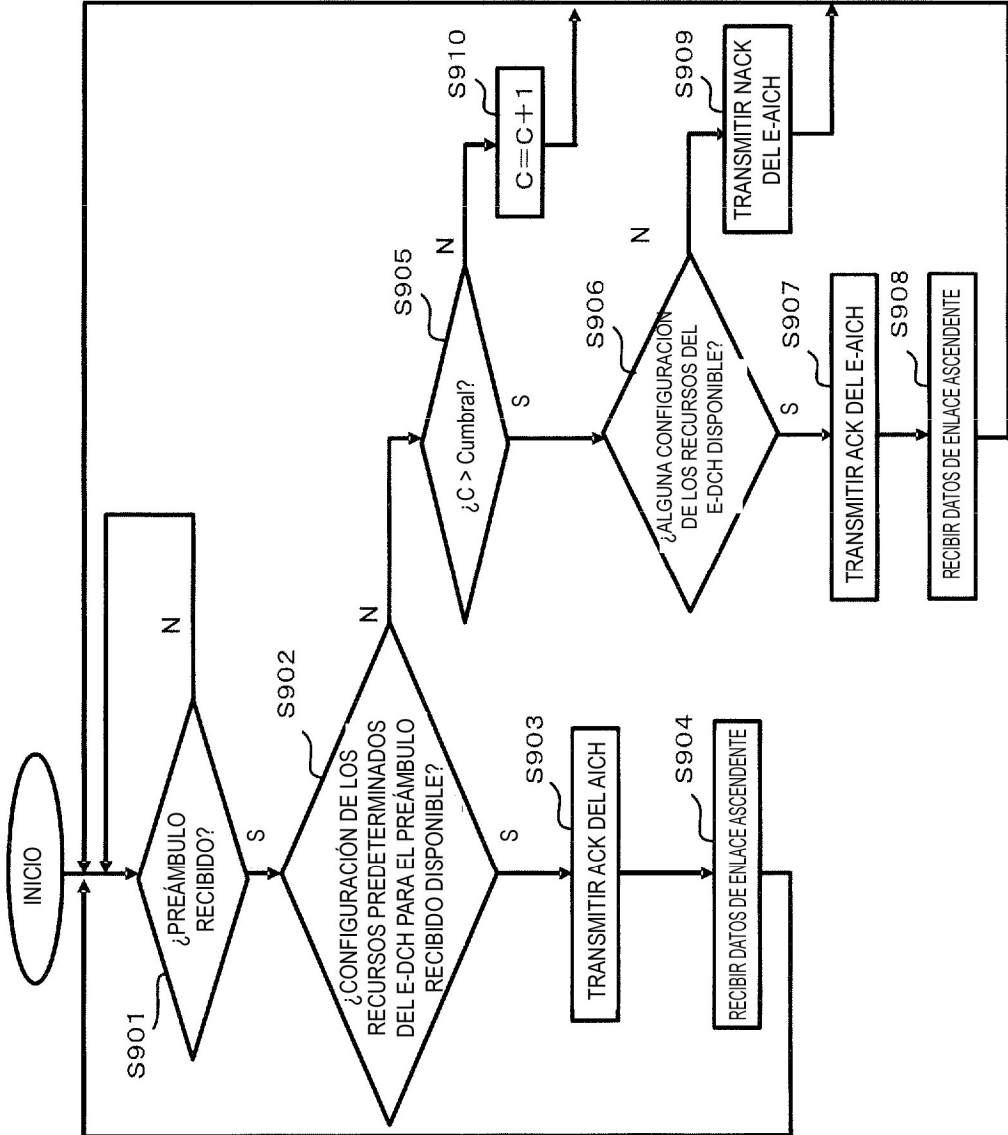 INICIO
¿PREÁMBULO
RECIBIDO?
S901
N
S
¿CONFIGURACIÓN DE LOS
RECURSOS PREDETERMINADOS
DEL E-DCH PARA EL PREÁMBULO
RECIBIDO DISPONIBLE?
S902
N
S
TRANSMITIR ACK DEL AICH
S903
RECIBIR DATOS DE ENLACE ASCENDENTE
S904
¿C > Cumbral?
S905
N
S
C=C+1
S910
¿ALGUNA CONFIGURACIÓN
DE LOS RECURSOS DEL
E-DCH DISPONIBLE?
S906
N
S
TRANSMITIR NACK
DEL E-AICH
S909
TRANSMITIR ACK DEL E-AICH
S907
RECIBIR DATOS DE ENLACE ASCENDENTE
S908